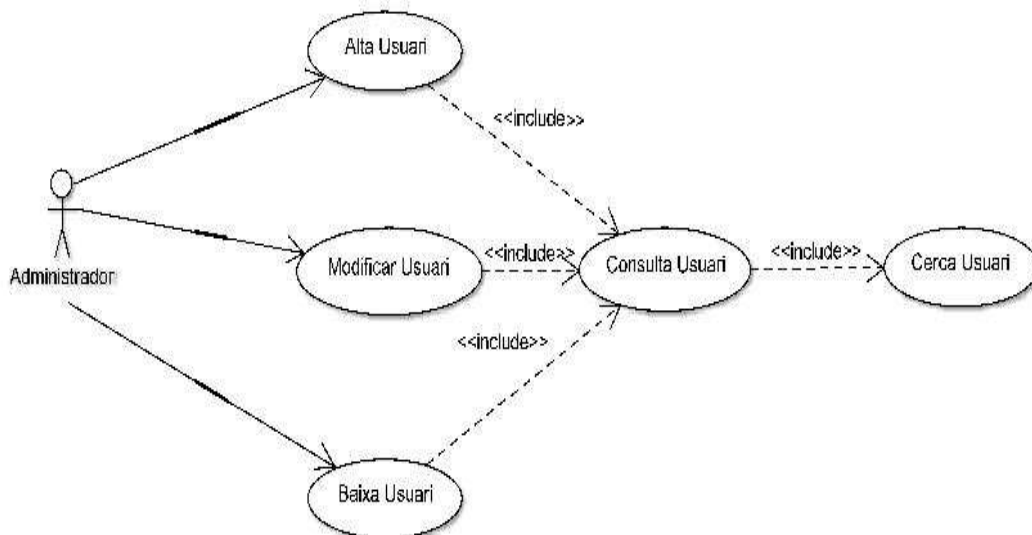 Alta Usuari
<<include>>
Administrador
Modificar Usuari
<<include>>
Consulta Usuari
<<include>>
Cerca Usuari
<<include>>
Baixa Usuari